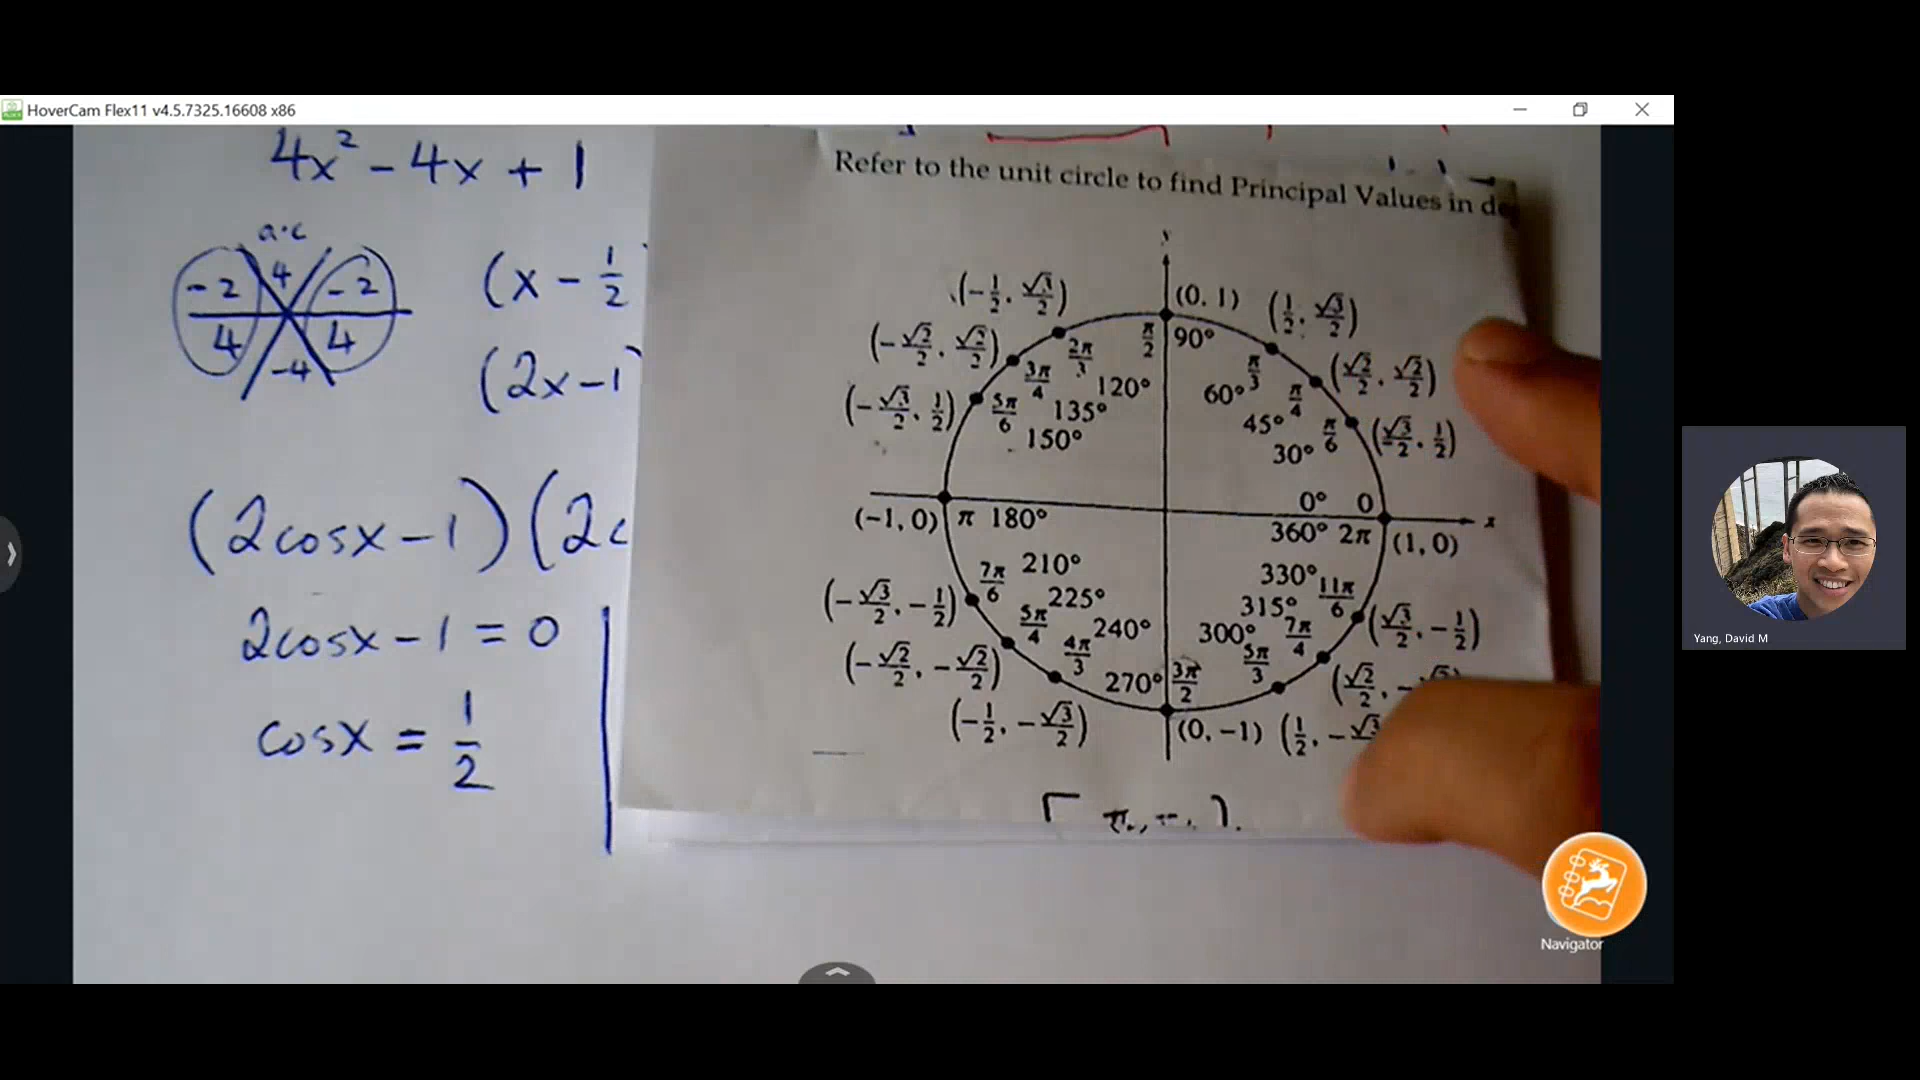 HoverCam Flex11 v4.5.7325.16608 x86
4x² - 4x + 1
a·c
-2 4 -2
4 4
-4
(x - 1/2
(2x-1)
(2cosx-1)(2c
2cosx-1 = 0
cosx = 1/2
Refer to the unit circle to find Principal Values in de
y
(0, 1)
(-1/2, √3/2)
(1/2, √3/2)
(-√2/2, √2/2)
(√2/2, √2/2)
(-√3/2, 1/2)
(√3/2, 1/2)
π/2 90°
2π/3 120°
3π/4 135°
5π/6 150°
60° π/3
45° π/4
30° π/6
0° 0
360° 2π (1, 0)
x
(-1, 0) π 180°
7π/6 210°
5π/4 225°
4π/3 240°
270° 3π/2
330° 11π/6
315° 7π/4
300° 5π/3
(-√3/2, -1/2)
(√3/2, -1/2)
(-√2/2, -√2/2)
(√2/2, -
(-1/2, -√3/2)
(0, -1) (1/2, -√3
Navigator
Yang, David M